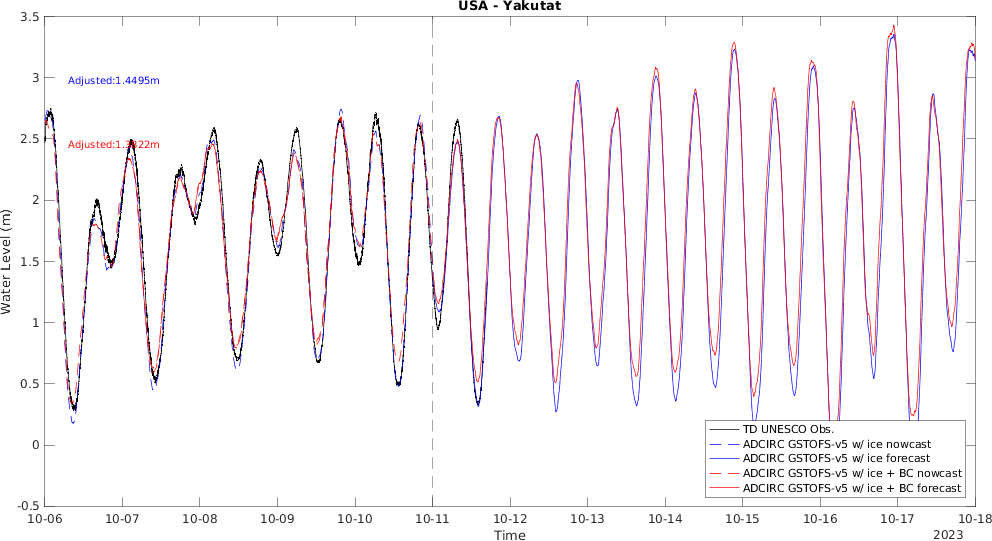 USA - Yakutat
3.5
3
2.5
2
1.5
1
0.5
0
-0.5
Water Level (m)
Adjusted:1.4495m
10-06
10-07
10-08
10-09
10-10
10-11
10-12
10-13
10-14
10-15
10-16
10-17
10-18
Time
2023
TD UNESCO Obs.
ADCIRC GSTOFS-v5 w/ ice nowcast
ADCIRC GSTOFS-v5 w/ ice forecast
ADCIRC GSTOFS-v5 w/ ice + BC nowcast
ADCIRC GSTOFS-v5 w/ ice + BC forecast